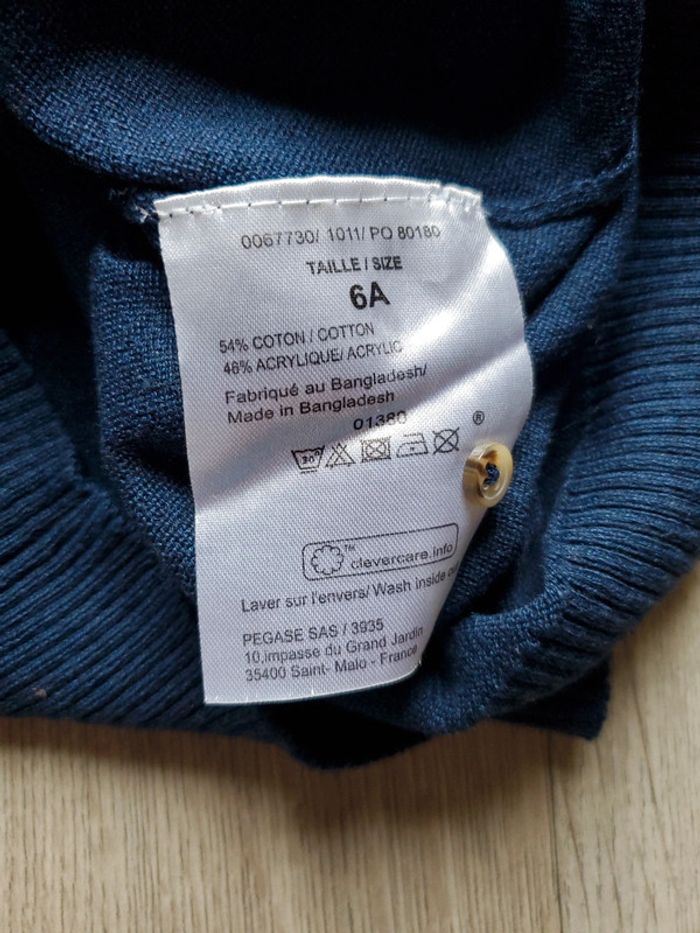 0067730/ 1011/ PO 80180
TAILLE / SIZE
6A
54% COTON / COTTON
46% ACRYLIQUE/ ACRYLIC
Fabriqué au Bangladesh/
Made in Bangladesh
01380
®
30°
TM
clevercare.info
Laver sur l'envers/ Wash inside
PEGASE SAS / 3935
10,impasse du Grand Jardin
35400 Saint- Malo - France